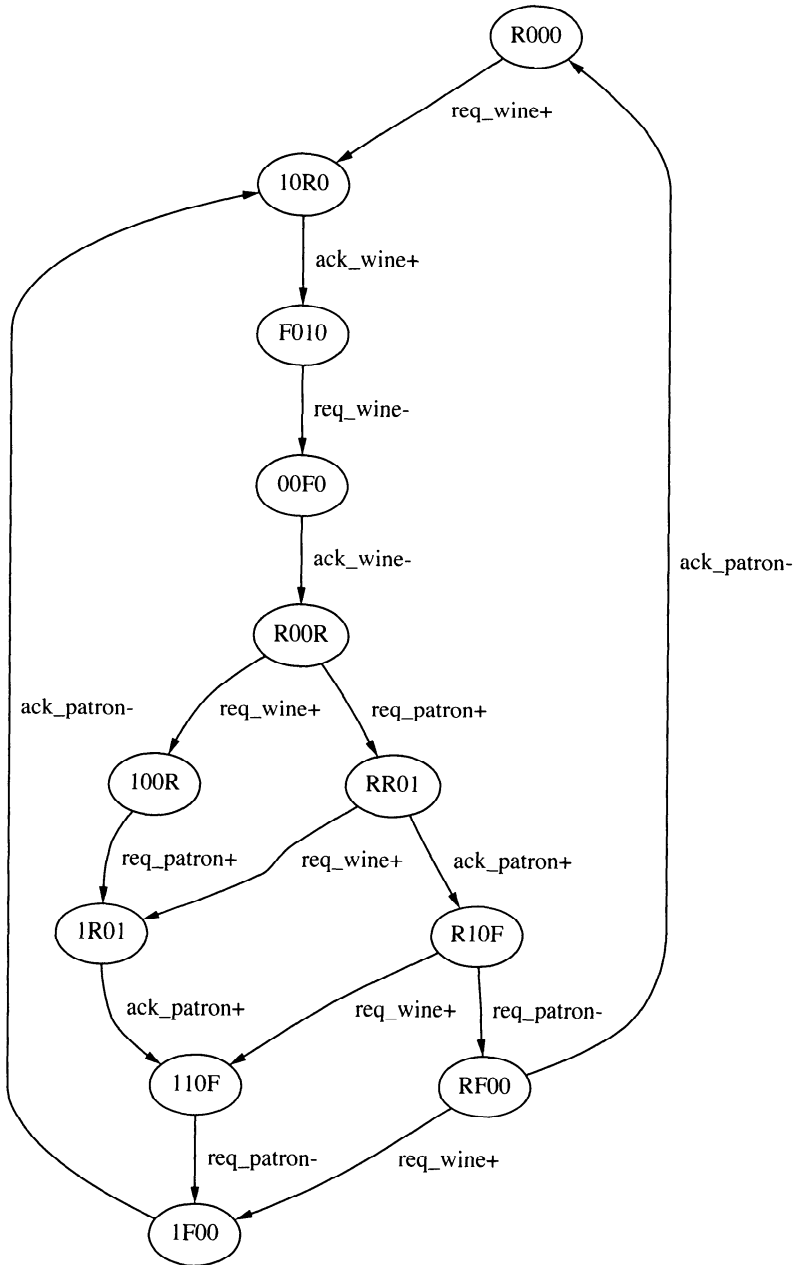 R000
req_wine+
10R0
ack_wine+
F010
req_wine-
00F0
ack_wine-
ack_patron-
R00R
ack_patron-
req_wine+
req_patron+
100R
RR01
req_patron+
req_wine+
ack_patron+
1R01
R10F
ack_patron+
req_wine+
req_patron-
110F
RF00
req_patron-
req_wine+
1F00